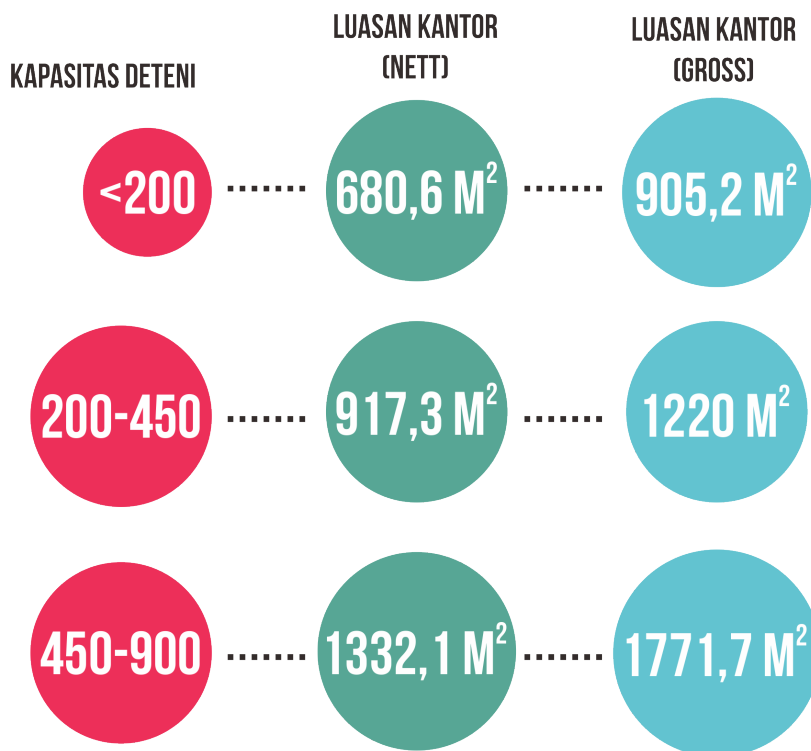 KAPASITAS DETENI
LUASAN KANTOR
(NETT)
LUASAN KANTOR
(GROSS)
<200 ....... 680,6 M² ....... 905,2 M²
200-450 ....... 917,3 M² ....... 1220 M²
450-900 ....... 1332,1 M² ....... 1771,7 M²